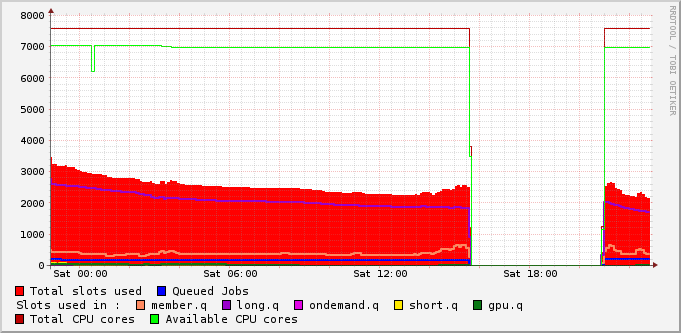 8000
7000
6000
5000
4000
3000
2000
1000
0
Sat 00:00 Sat 06:00 Sat 12:00 Sat 18:00
Total slots used Queued Jobs
Slots used in : member.q long.q ondemand.q short.q gpu.q
Total CPU cores Available CPU cores
RRDTOOL / TOBI OETIKER